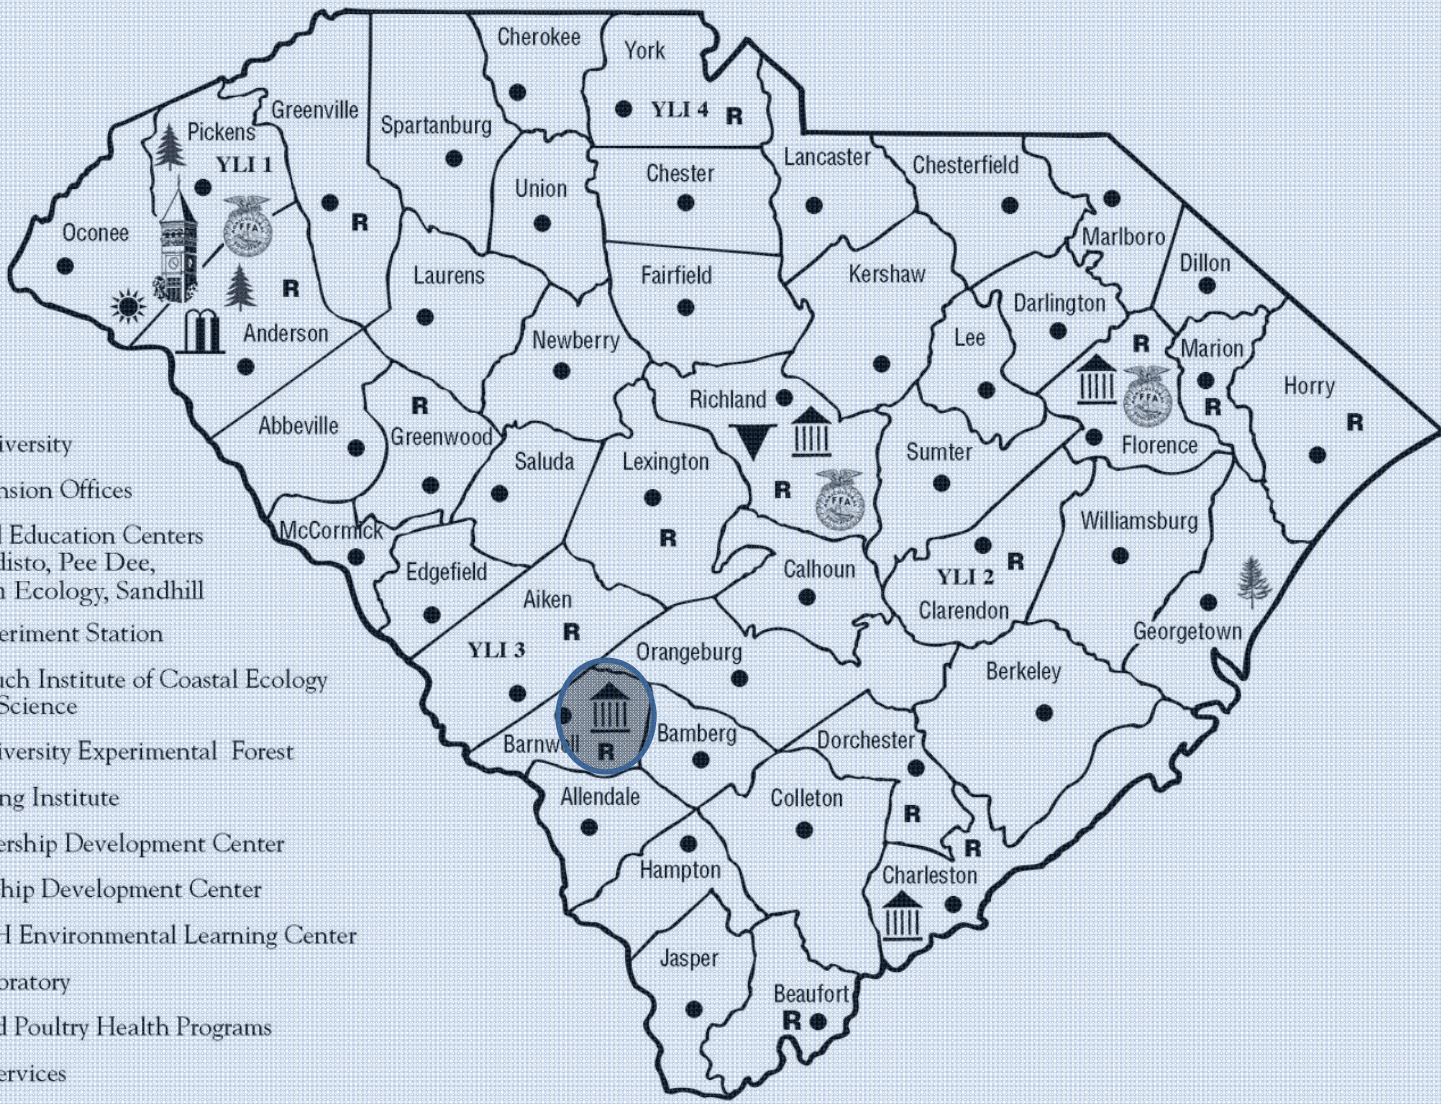 Cherokee
York
YLI 4 R
Greenville
Pickens
YLI 1
Spartanburg
Lancaster
Chesterfield
Chester
Union
R
Oconee
Marlboro
Laurens
Fairfield
Kershaw
Dillon
R
Anderson
Darlington
Newberry
Lee
R
Marion
Horry
R
R
Richland
R
Abbeville
Greenwood
Florence
Saluda
Lexington
Sumter
R
FFA
McCormick
Williamsburg
R
Edgefield
Calhoun
YLI 2 R
Clarendon
Aiken
R
YLI 3
Orangeburg
Georgetown
Berkeley
Barnwell
R
Bamberg
Dorchester
Allendale
Colleton
R
R
Hampton
Charleston
Jasper
Beaufort
R
iversity
nsion Offices
l Education Centers
disto, Pee Dee,
n Ecology, Sandhill
eriment Station
uch Institute of Coastal Ecology
Science
iversity Experimental Forest
ng Institute
ership Development Center
hip Development Center
H Environmental Learning Center
oratory
d Poultry Health Programs
ervices